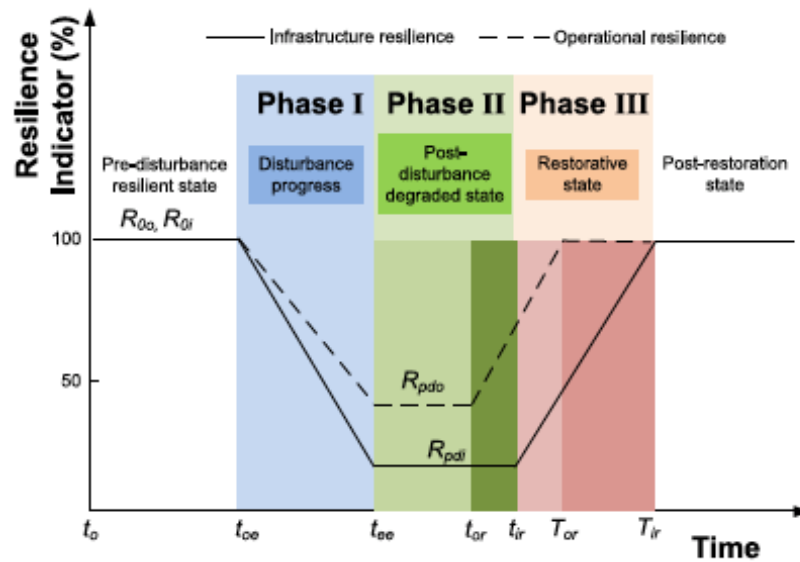 Resilience
Indicator (%)
Infrastructure resilience
Operational resilience
Phase I
Phase II
Phase III
Pre-disturbance
resilient state
Disturbance
progress
Post-
disturbance
degraded state
Restorative
state
Post-restoration
state
R0o, R0i
100
50
Rpdo
Rpdi
to
toe
tee
tor
tir
Tor
Tir
Time